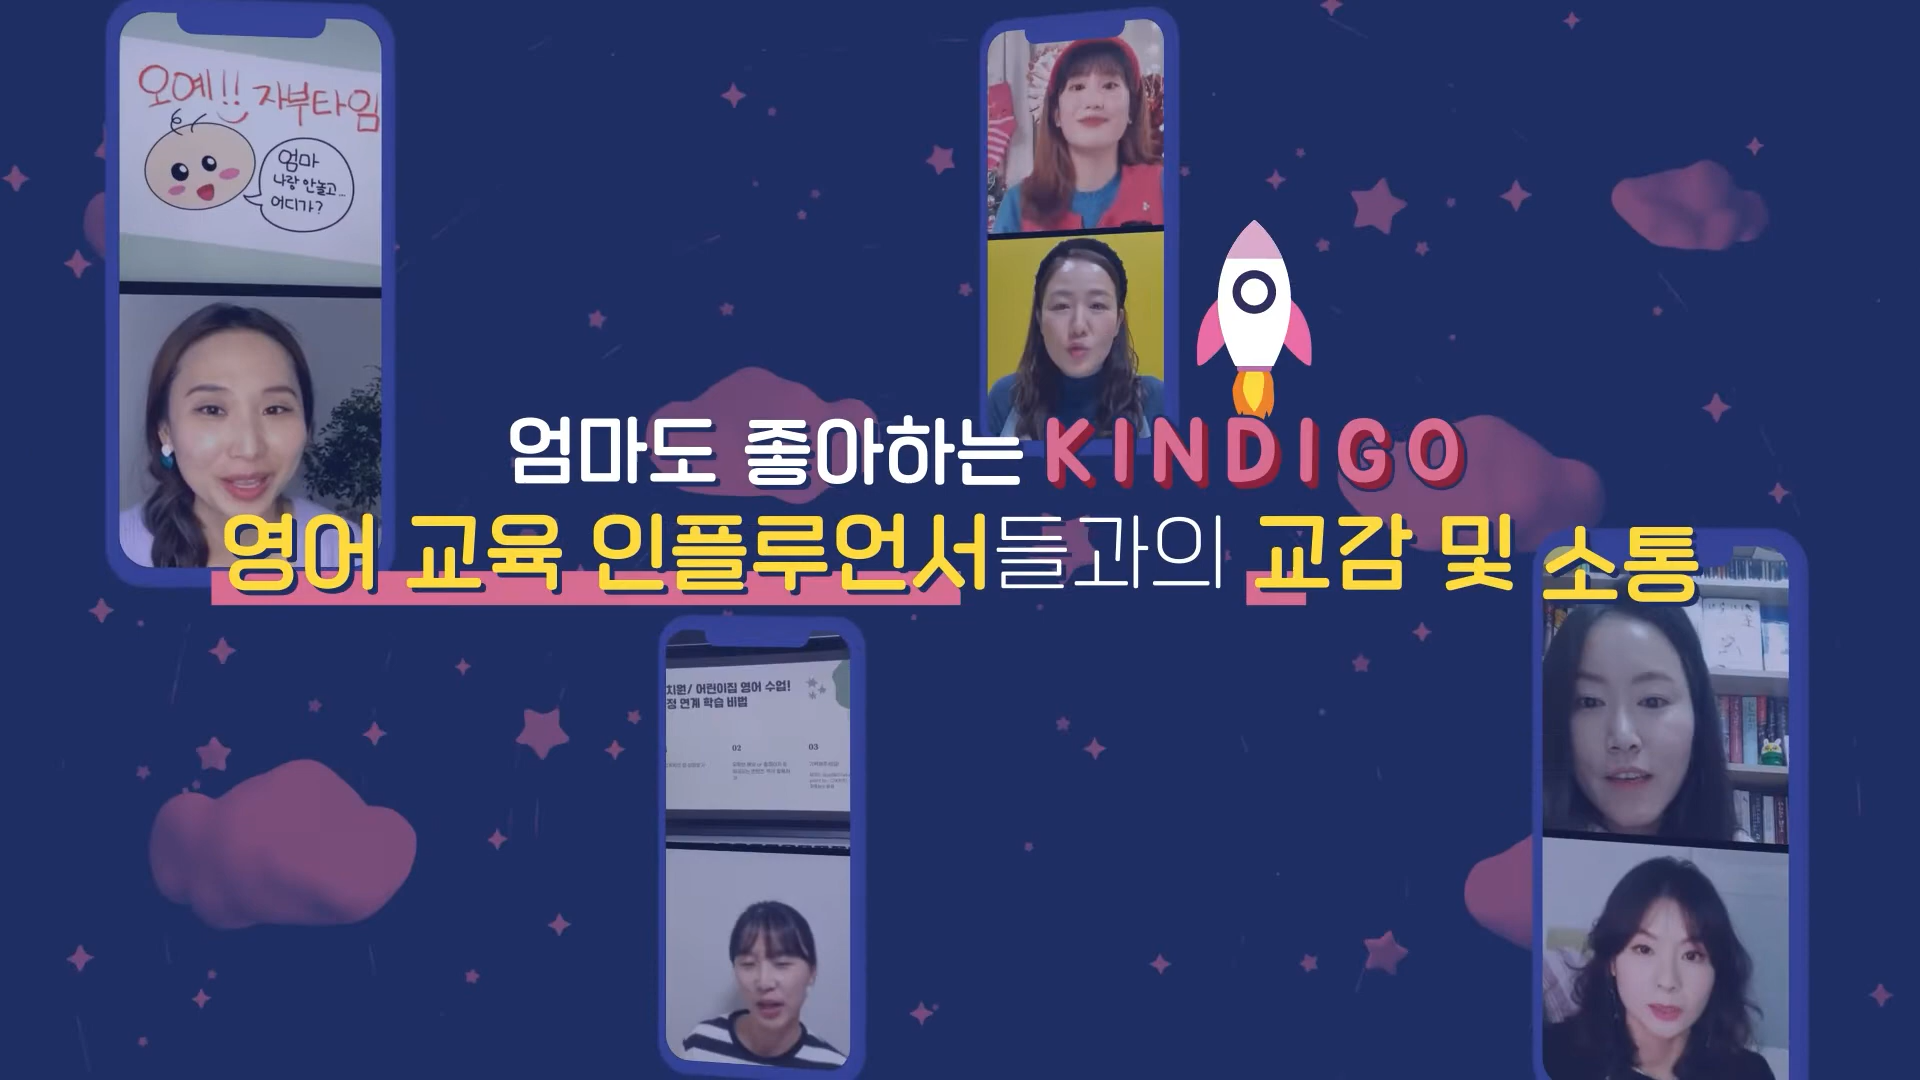 오예!! 자부타임
엄마
나랑 안놀고...
어디가?
엄마도 좋아하는 KINDIGO
영어 교육 인플루언서들과의 교감 및 소통
치원/ 어린이집 영어 수업!
정 연계 학습 비법
02
03